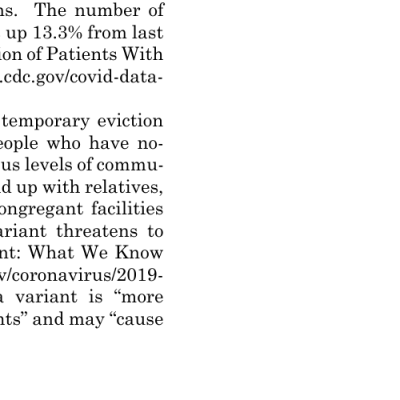 ns. The number of
up 13.3% from last
ion of Patients With
.cdc.gov/covid-data-
temporary eviction
eople who have no-
us levels of commu-
d up with relatives,
ongregant facilities
ariant threatens to
nt: What We Know
v/coronavirus/2019-
a variant is “more
nts” and may “cause